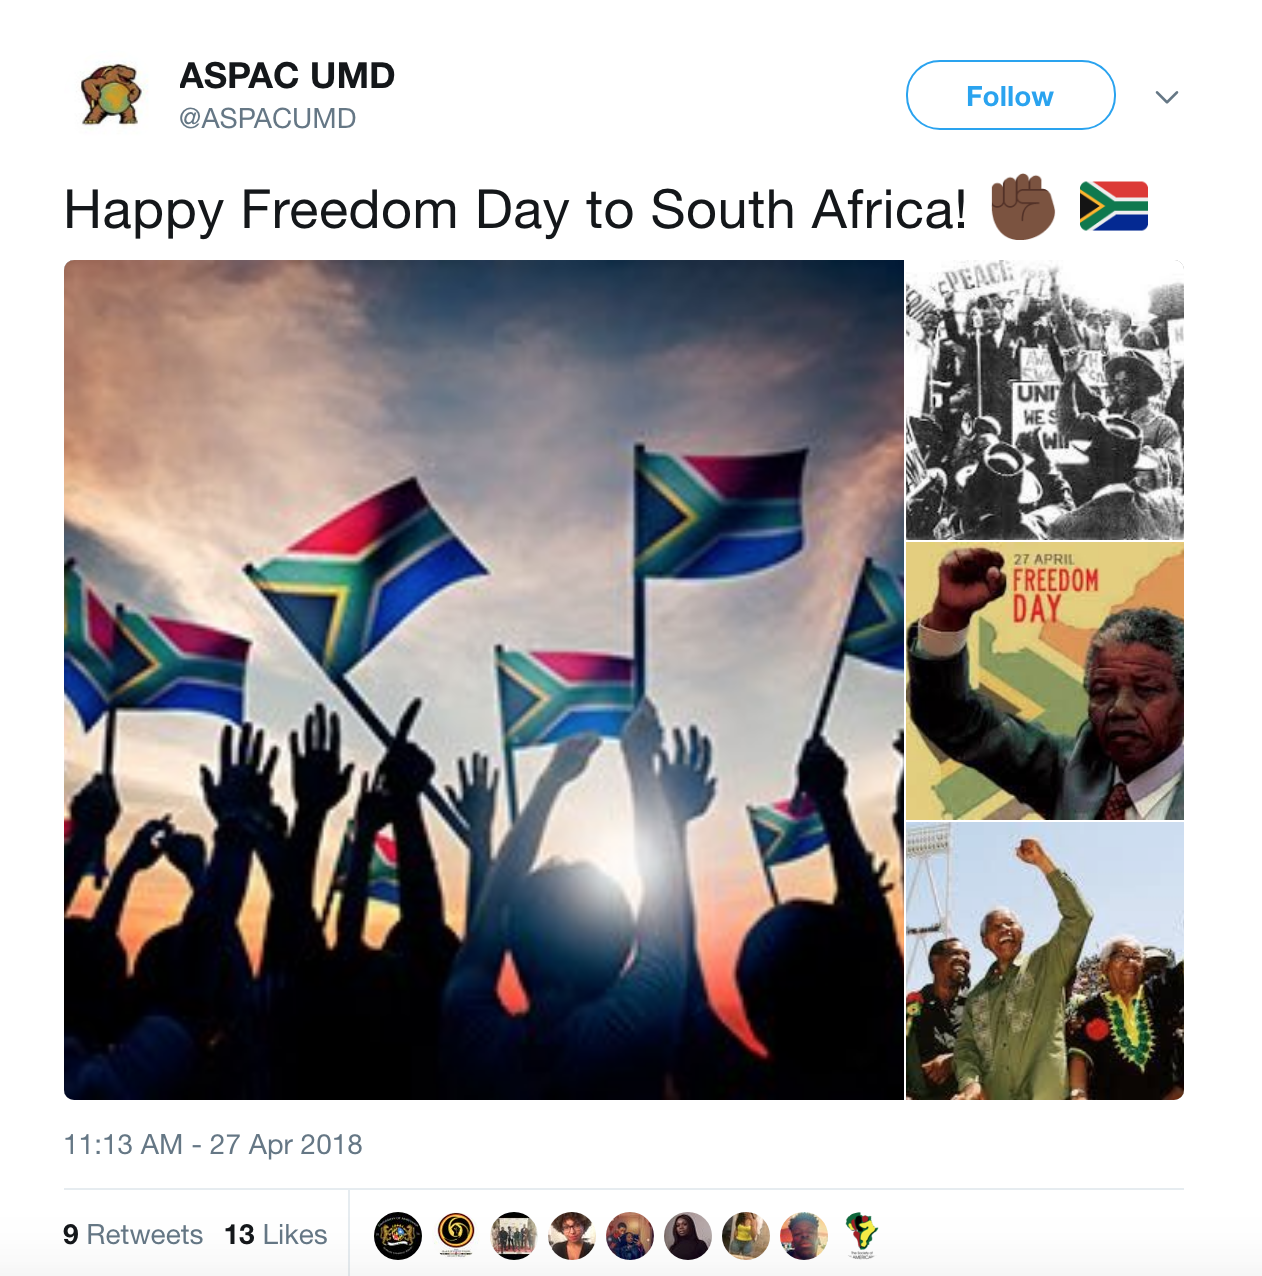 ASPAC UMD
@ASPACUMD
Follow
Happy Freedom Day to South Africa!
PEACE
UNI
WE S
WI
27 APRIL
FREEDOM
DAY
11:13 AM - 27 Apr 2018
9 Retweets 13 Likes